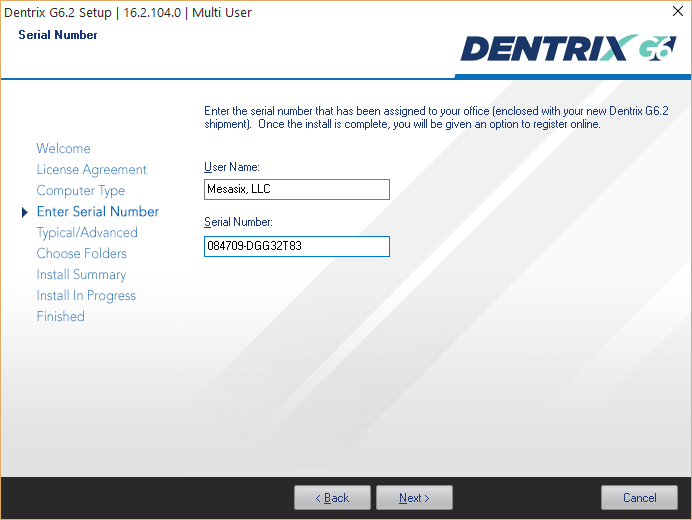 Dentrix G6.2 Setup | 16.2.104.0 | Multi User
Serial Number
DENTRIX G6
Enter the serial number that has been assigned to your office (enclosed with your new Dentrix G6.2
shipment). Once the install is complete, you will be given an option to register online.
Welcome
License Agreement
Computer Type
Enter Serial Number
Typical/Advanced
Choose Folders
Install Summary
Install In Progress
Finished
User Name:
Mesasix, LLC
Serial Number:
084709-DGG32T83
< Back
Next >
Cancel